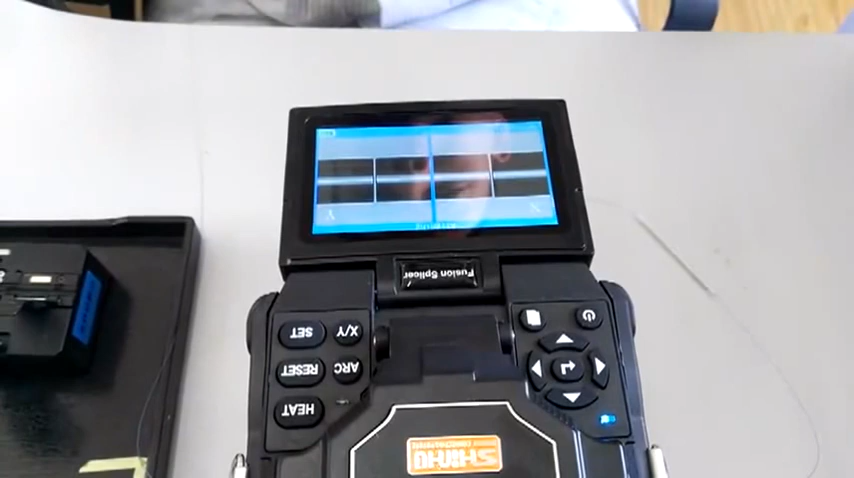 Y
X
Fusion Splicer
SET
X/Y
RESET
ARC
HEAT
SHINHO